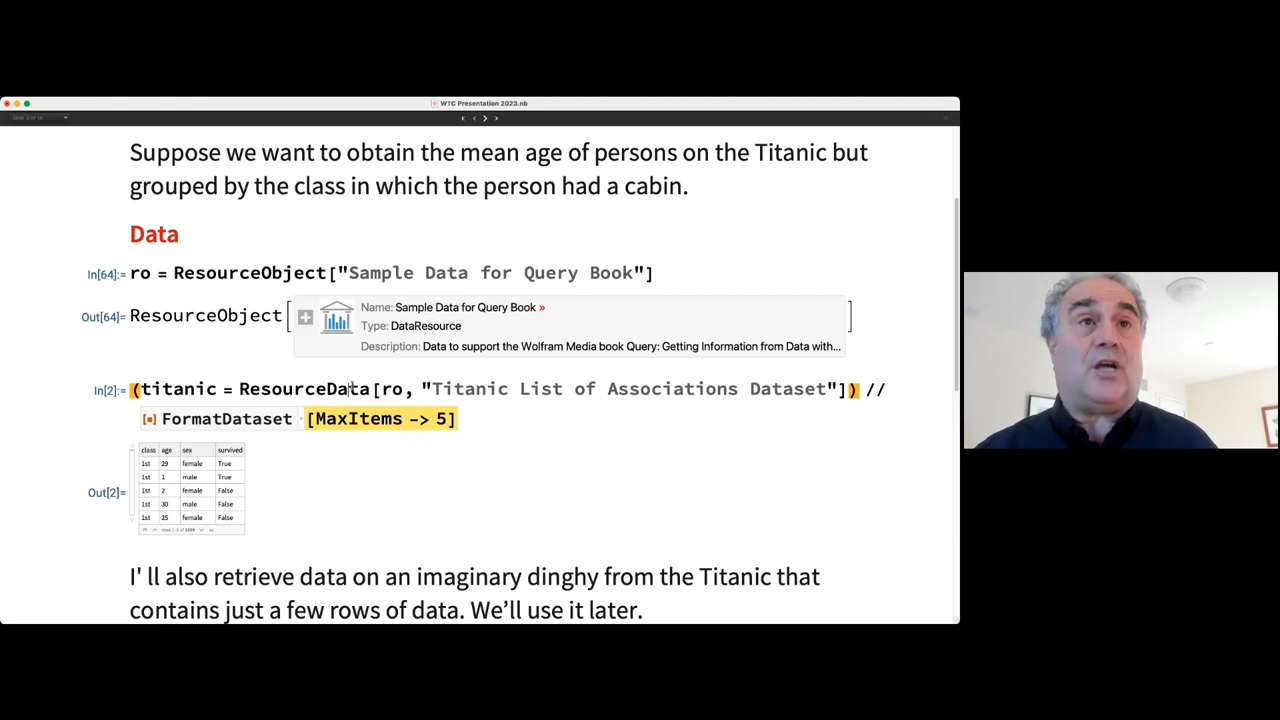 WTC Presentation 2023.nb
Suppose we want to obtain the mean age of persons on the Titanic but
grouped by the class in which the person had a cabin.
Data
In[64]:= ro = ResourceObject["Sample Data for Query Book"]
Out[64]= ResourceObject[
Name: Sample Data for Query Book »
Type: DataResource
Description: Data to support the Wolfram Media book Query: Getting Information from Data with...
]
In[2]:= (titanic = ResourceData[ro, "Titanic List of Associations Dataset"]) //
FormatDataset [MaxItems -> 5]
class age sex survived
1st 29 female True
1st 1 male True
Out[2]= 1st 2 female False
1st 30 male False
1st 25 female False
I' ll also retrieve data on an imaginary dinghy from the Titanic that
contains just a few rows of data. We’ll use it later.